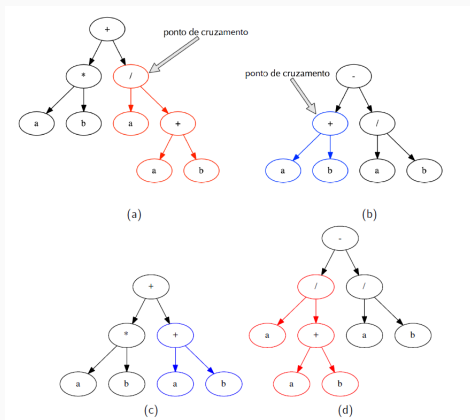 +
ponto de cruzamento
* /
a b a +
a b
(a)
ponto de cruzamento
-
+ /
a b a b
(b)
+
* +
a b a b
(c)
-
/ /
a + a b
a b
(d)